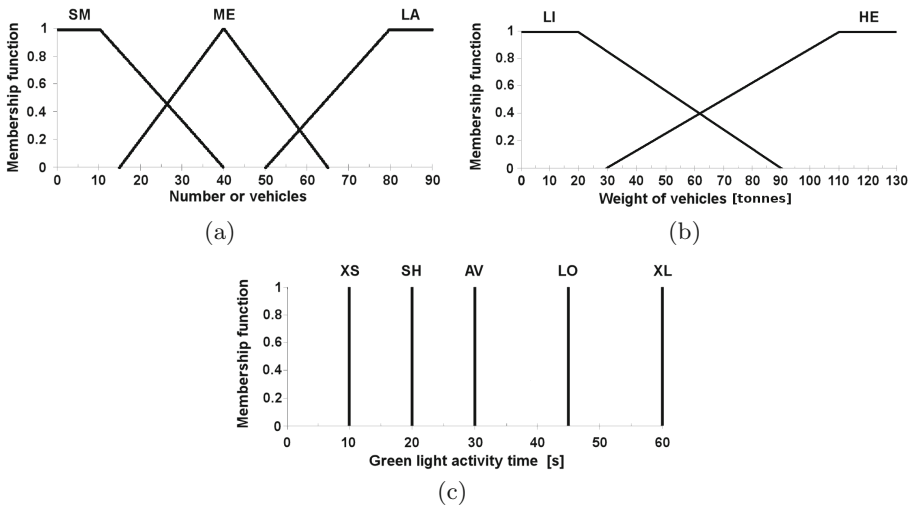 SM ME LA
Membership function
1
0.8
0.6
0.4
0.2
0
0 10 20 30 40 50 60 70 80 90
Number or vehicles
(a)
LI HE
Membership function
1
0.8
0.6
0.4
0.2
0
0 10 20 30 40 50 60 70 80 90 100 110 120 130
Weight of vehicles [tonnes]
(b)
XS SH AV LO XL
Membership function
1
0.8
0.6
0.4
0.2
0
0 10 20 30 40 50 60
Green light activity time [s]
(c)